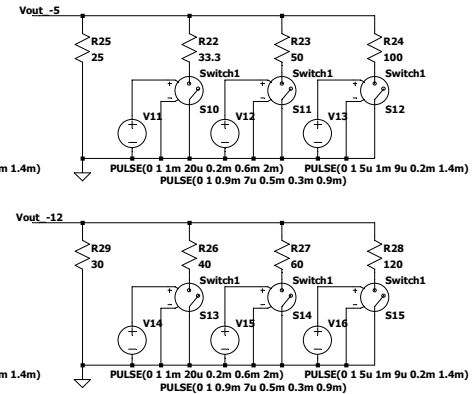 Vout_-5
R25
25
R22
33.3
R23
50
R24
100
Switch1
Switch1
Switch1
V11
S10
V12
S11
V13
S12
m 1.4m)
PULSE(0 1 1m 20u 0.2m 0.6m 2m)
PULSE(0 1 5u 1m 9u 0.2m 1.4m)
PULSE(0 1 0.9m 7u 0.5m 0.3m 0.9m)
Vout_-12
R29
30
R26
40
R27
60
R28
120
Switch1
Switch1
Switch1
V14
S13
V15
S14
V16
S15
m 1.4m)
PULSE(0 1 1m 20u 0.2m 0.6m 2m)
PULSE(0 1 5u 1m 9u 0.2m 1.4m)
PULSE(0 1 0.9m 7u 0.5m 0.3m 0.9m)